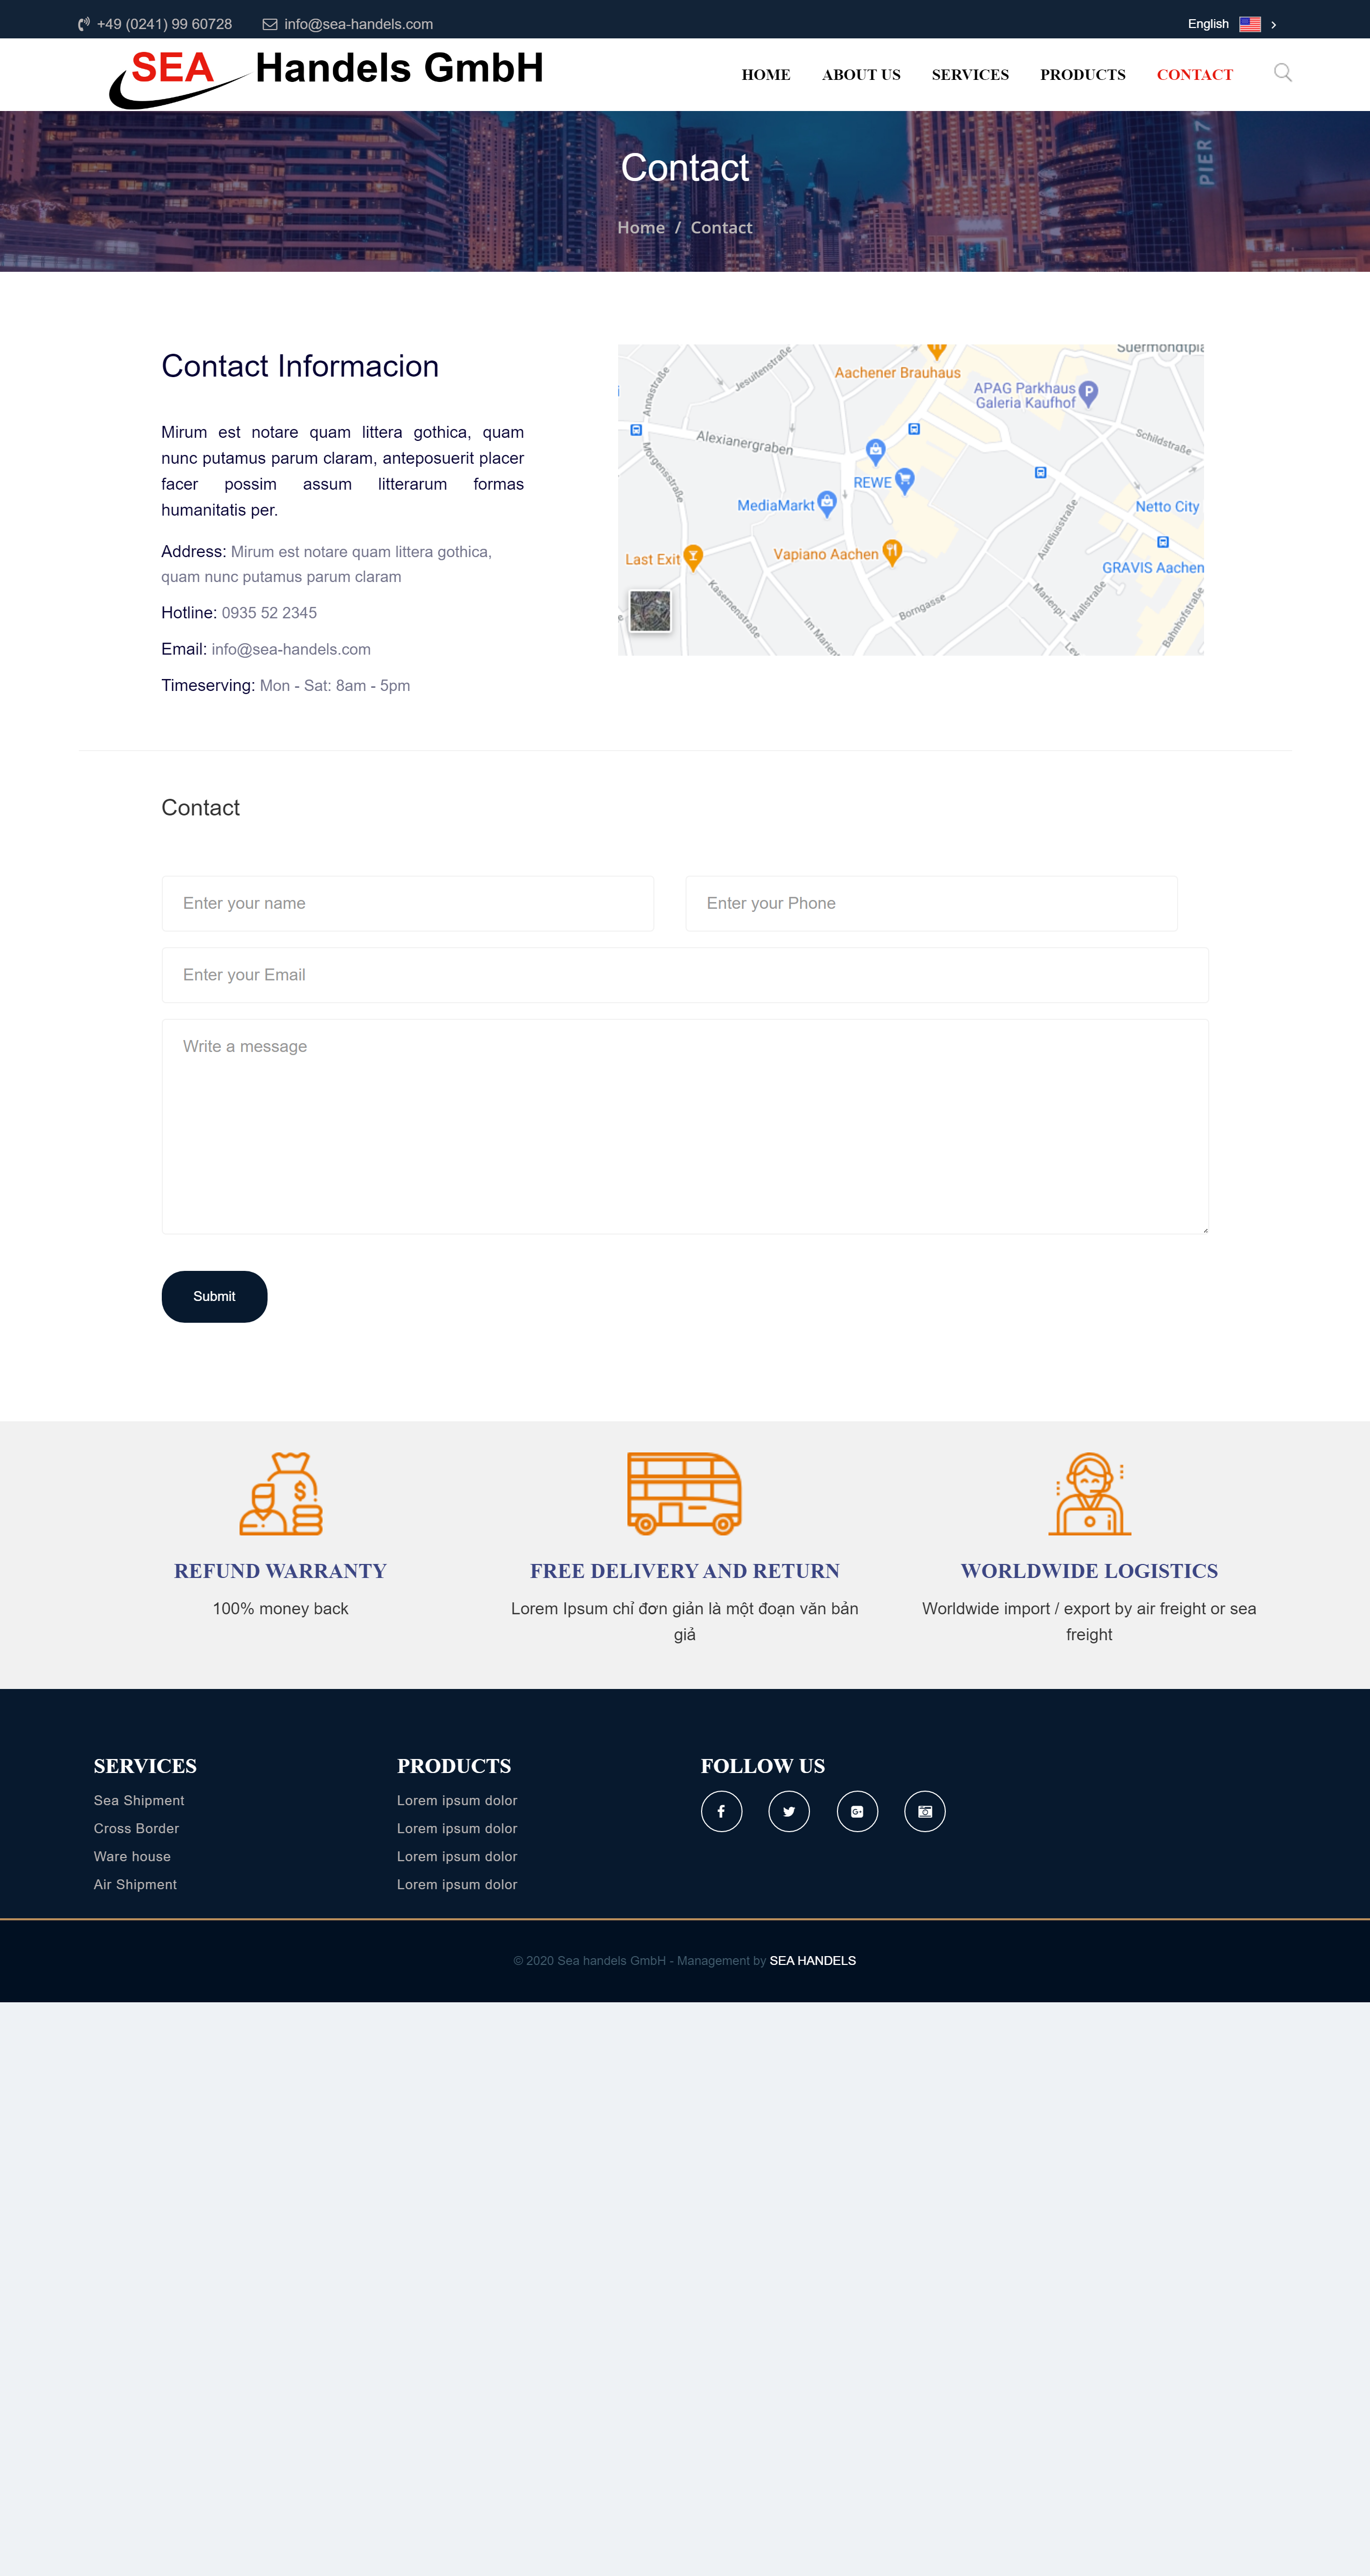 +49 (0241) 99 60728
info@sea-handels.com
English
SEA Handels GmbH
HOME
ABOUT US
SERVICES
PRODUCTS
CONTACT
PIER 7
Contact
Home / Contact
Contact Informacion
Mirum est notare quam littera gothica, quam
nunc putamus parum claram, anteposuerit placer
facer possim assum litterarum formas
humanitatis per.
Address: Mirum est notare quam littera gothica,
quam nunc putamus parum claram
Hotline: 0935 52 2345
Email: info@sea-handels.com
Timeserving: Mon - Sat: 8am - 5pm
Aachener Brauhaus
Annastraße
Jesuitenstraße
APAG Parkhaus
Galeria Kaufhof
Alexianergraben
Schildstraße
Morgensstraße
REWE
MediaMarkt
Netto City
Aureliusstraße
Last Exit
Vapiano Aachen
GRAVIS Aachen
Kasernenstraße
Borngasse
Marienpl.
Wallstraße
Bahnhofstraße
Contact
Enter your name
Enter your Phone
Enter your Email
Write a message
Submit
REFUND WARRANTY
100% money back
FREE DELIVERY AND RETURN
Lorem Ipsum chỉ đơn giản là một đoạn văn bản
giả
WORLDWIDE LOGISTICS
Worldwide import / export by air freight or sea
freight
SERVICES
Sea Shipment
Cross Border
Ware house
Air Shipment
PRODUCTS
Lorem ipsum dolor
Lorem ipsum dolor
Lorem ipsum dolor
Lorem ipsum dolor
FOLLOW US
© 2020 Sea handels GmbH - Management by SEA HANDELS